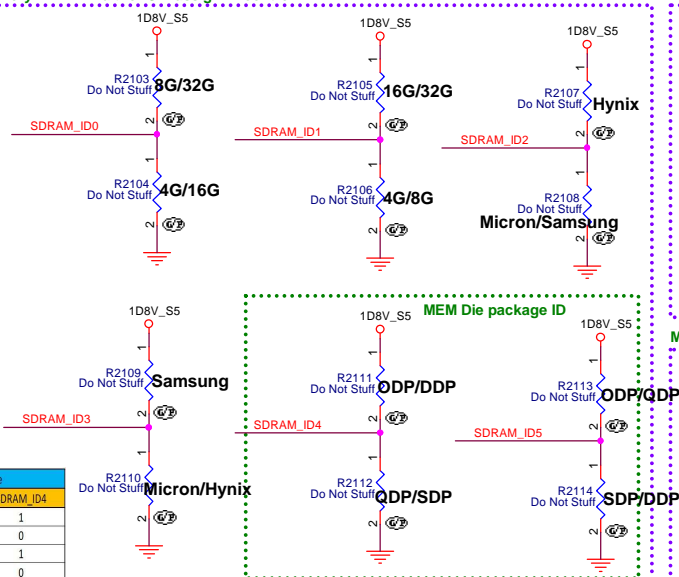 1D8V_S5
1
R2103
Do Not Stuff
8G/32G
2
G/P
SDRAM_ID0
1
R2104
Do Not Stuff
4G/16G
2
G/P
1D8V_S5
1
R2105
Do Not Stuff
16G/32G
2
G/P
SDRAM_ID1
1
R2106
Do Not Stuff
4G/8G
2
G/P
1D8V_S5
1
R2107
Do Not Stuff
Hynix
2
G/P
SDRAM_ID2
1
R2108
Do Not Stuff
Micron/Samsung
2
G/P
1D8V_S5
1
R2109
Do Not Stuff
Samsung
2
G/P
SDRAM_ID3
1
R2110
Do Not Stuff
Micron/Hynix
2
G/P
MEM Die package ID
1D8V_S5
1
R2111
Do Not Stuff
ODP/DDP
2
G/P
SDRAM_ID4
1
R2112
Do Not Stuff
QDP/SDP
2
G/P
1D8V_S5
1
R2113
Do Not Stuff
ODP/QDP
2
G/P
SDRAM_ID5
1
R2114
Do Not Stuff
SDP/DDP
2
G/P
M
e
DRAM_ID4
1
0
1
0